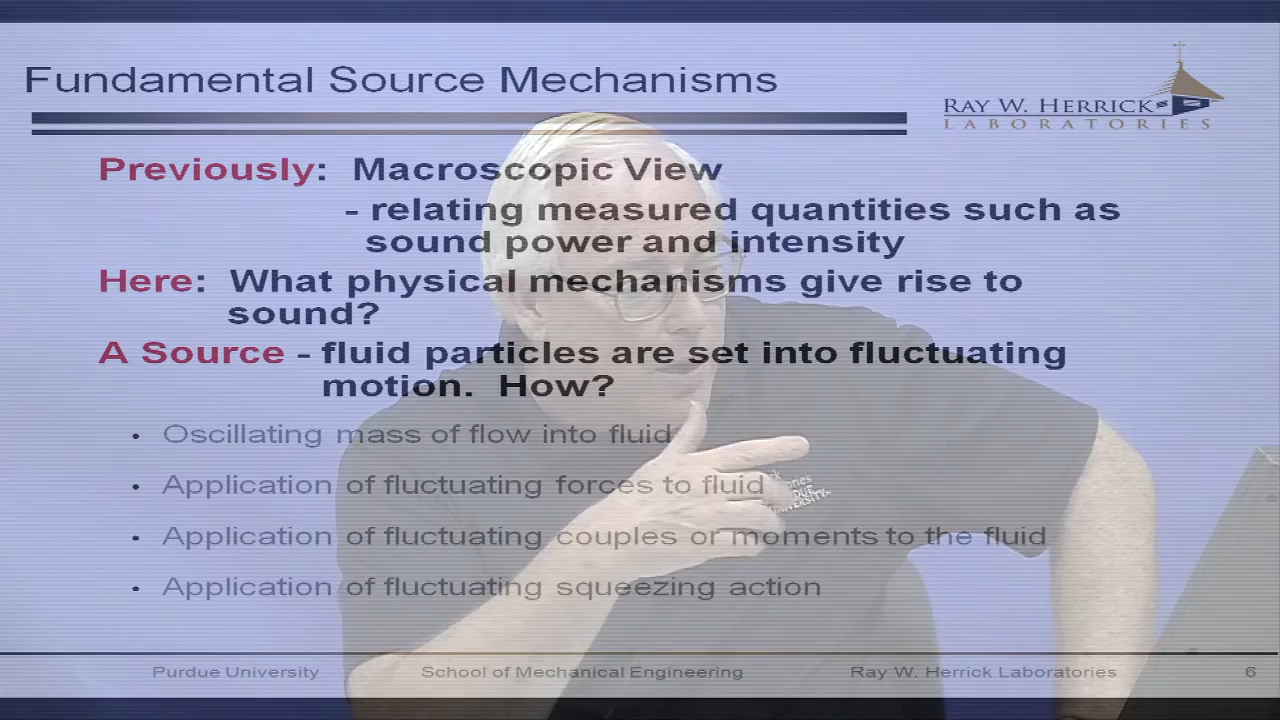 Fundamental Source Mechanisms
RAY W. HERRICK
LABORATORIES
Previously: Macroscopic View
- relating measured quantities such as
sound power and intensity
Here: What physical mechanisms give rise to
sound?
A Source - fluid particles are set into fluctuating
motion. How?
• Oscillating mass of flow into fluid
• Application of fluctuating forces to fluid
• Application of fluctuating couples or moments to the fluid
• Application of fluctuating squeezing action
Purdue University School of Mechanical Engineering Ray W. Herrick Laboratories 6